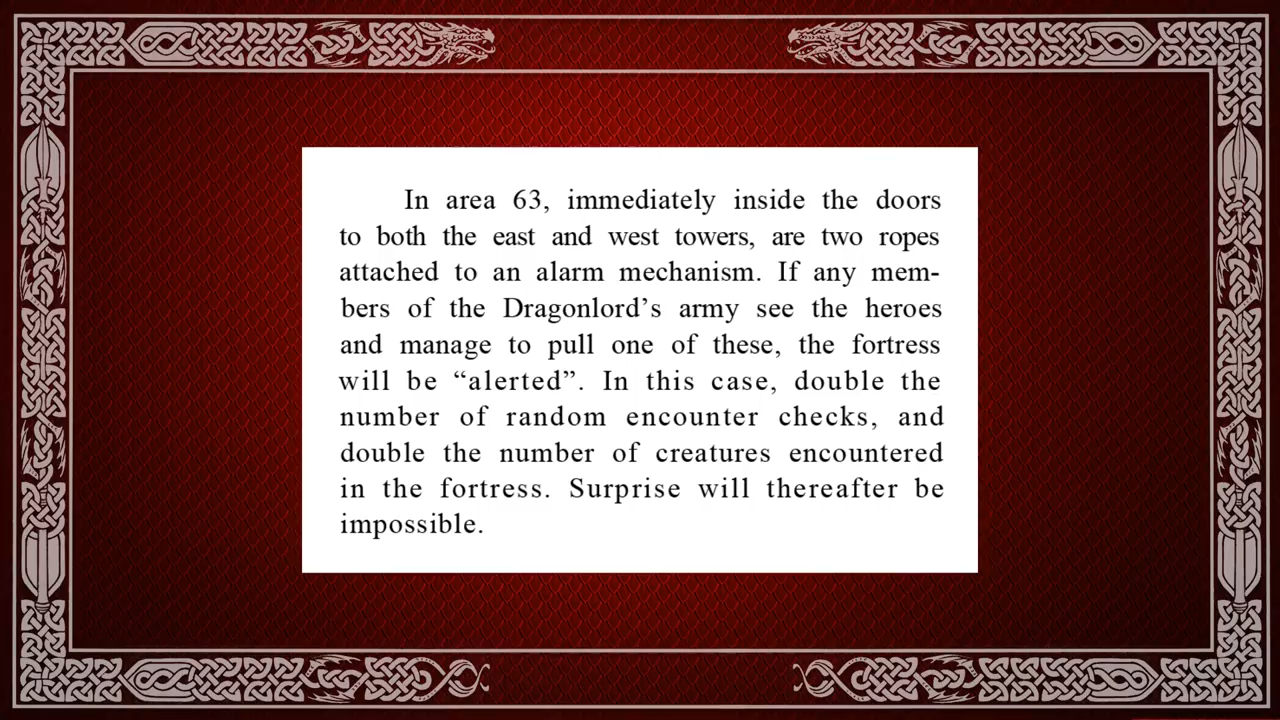 In area 63, immediately inside the doors
to both the east and west towers, are two ropes
attached to an alarm mechanism. If any mem-
bers of the Dragonlord’s army see the heroes
and manage to pull one of these, the fortress
will be “alerted”. In this case, double the
number of random encounter checks, and
double the number of creatures encountered
in the fortress. Surprise will thereafter be
impossible.